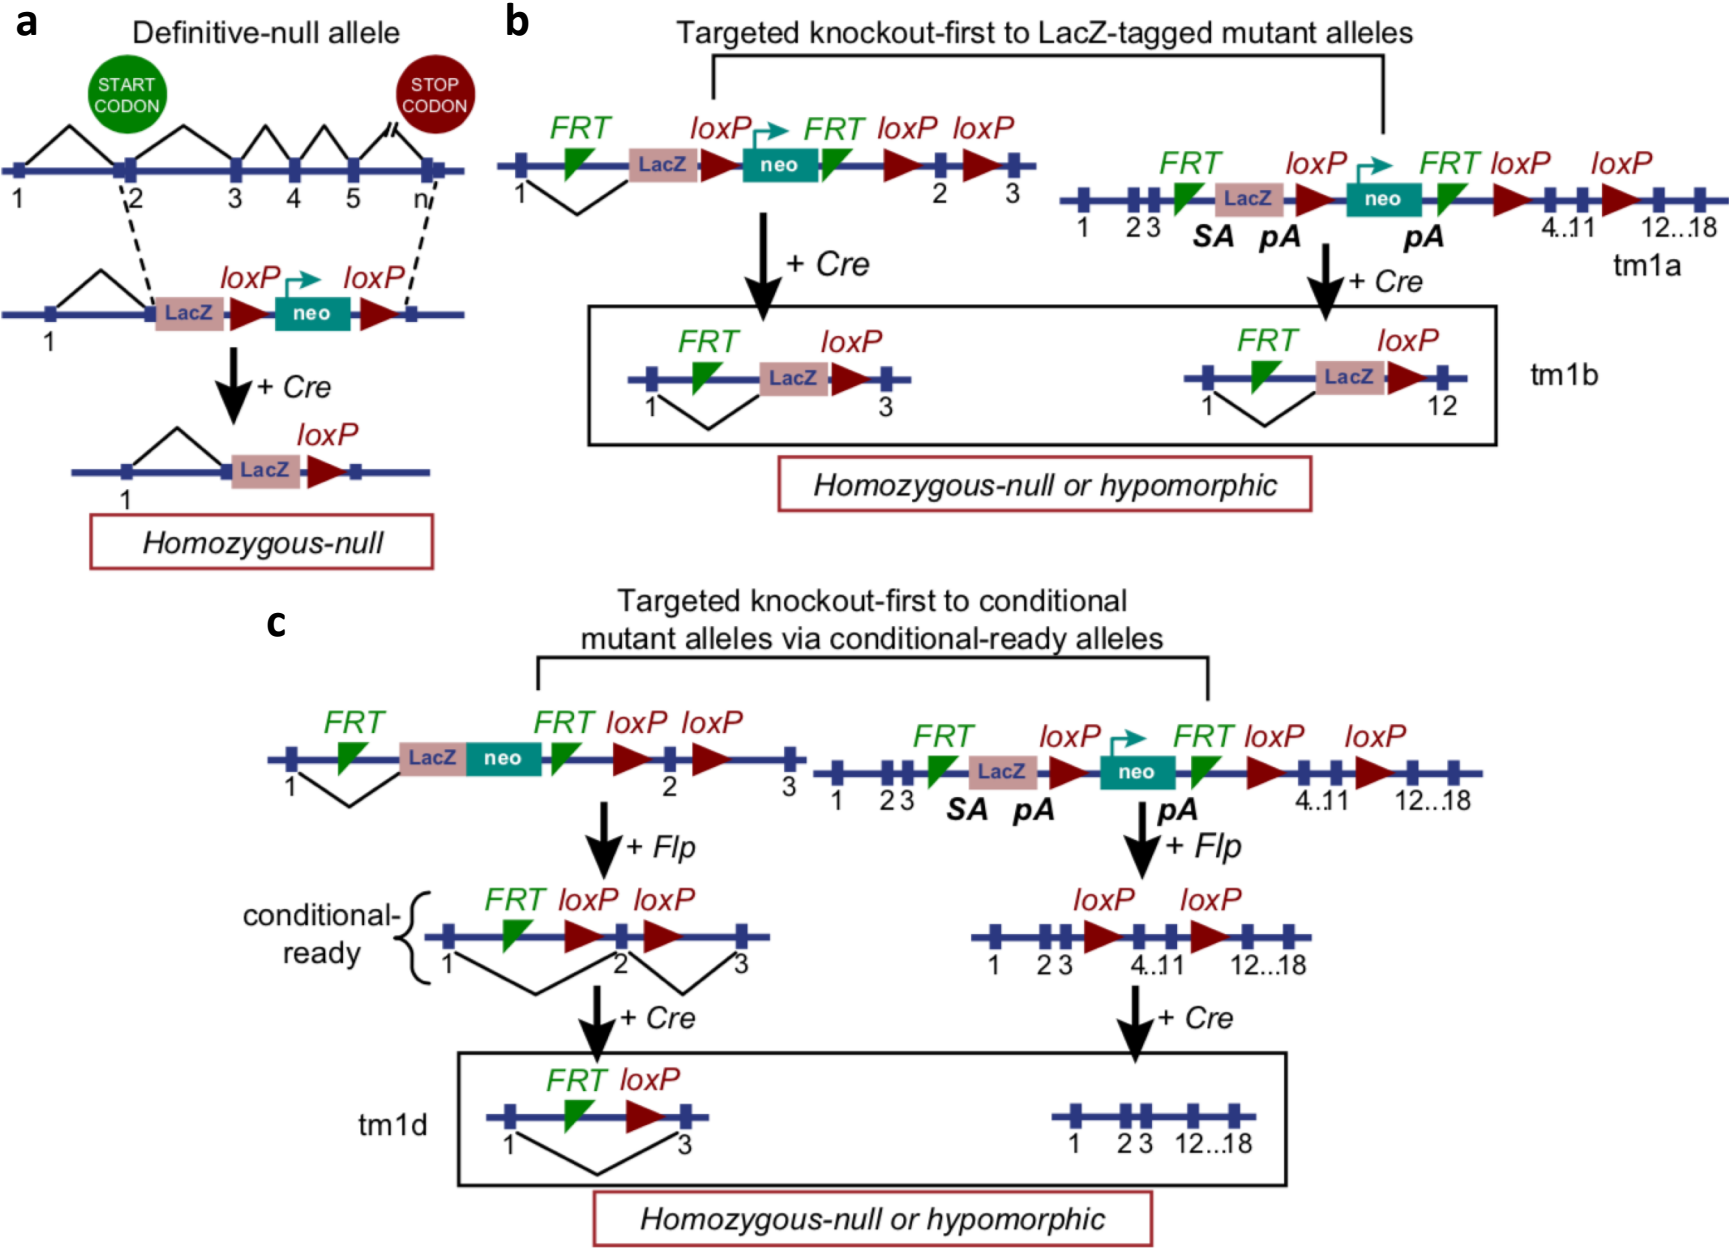 a
Definitive-null allele
START
CODON
STOP
CODON
1 2 3 4 5 n
loxP loxP
LacZ neo
1
+ Cre
loxP
LacZ
1
Homozygous-null
b
Targeted knockout-first to LacZ-tagged mutant alleles
FRT loxP FRT loxP loxP
LacZ neo
1 2 3
+ Cre
FRT loxP FRT loxP loxP
LacZ neo
1 2 3 4...11 12...18
SA pA pA
tm1a
+ Cre
FRT loxP
LacZ
1 3
FRT loxP
LacZ
1 12
tm1b
Homozygous-null or hypomorphic
c
Targeted knockout-first to conditional
mutant alleles via conditional-ready alleles
FRT FRT loxP loxP
LacZ neo
1 2 3
+ Flp
FRT loxP FRT loxP loxP
LacZ neo
1 2 3 4...11 12...18
SA pA pA
+ Flp
conditional-
ready
FRT loxP loxP
1 2 3
+ Cre
loxP loxP
1 2 3 4...11 12...18
+ Cre
tm1d
FRT loxP
1 3
1 2 3 12...18
Homozygous-null or hypomorphic